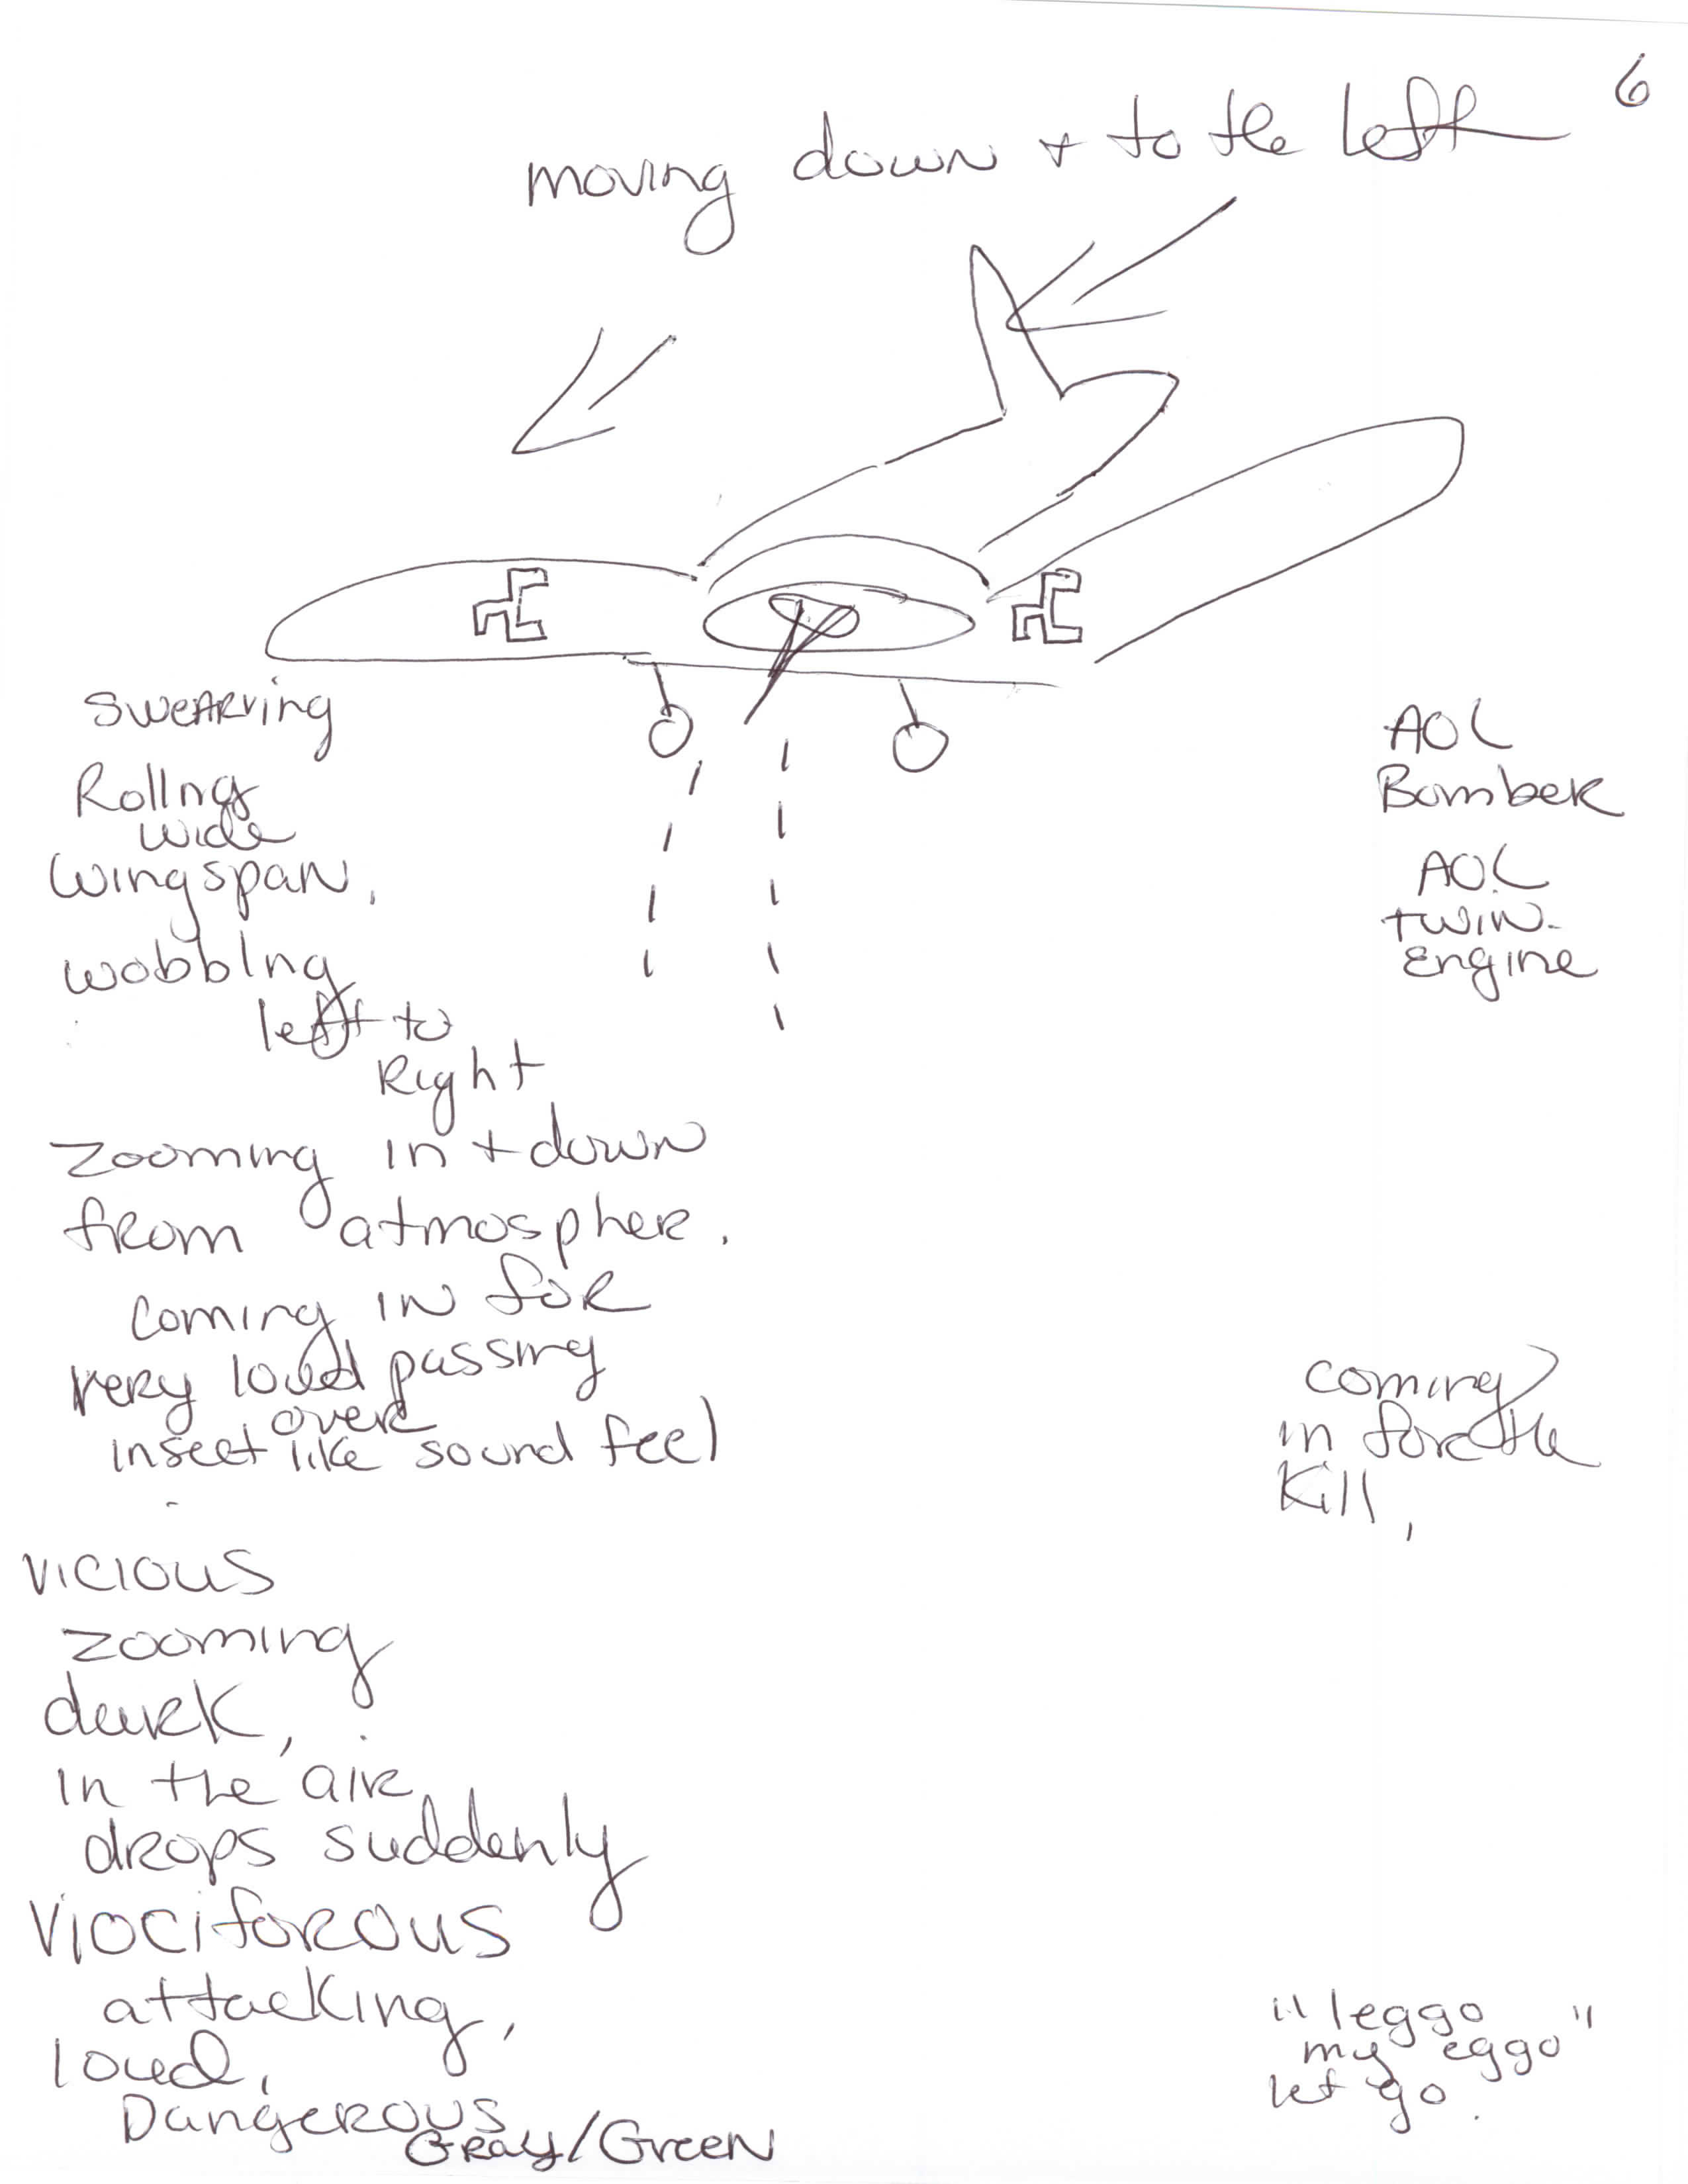 6
moving down + to the left
swearving
Rollng
wide
wingspan,
wobblng
left to
Right
zooming in + down
from atmosphere.
coming in for
very loud passing
over
insect like sound feel
vicious
zooming
dark,
in the air
drops suddenly
Viociforous
attacking,
loud,
Dangerous
Gray/Green
AOL
Bomber
AOL
twin-
Engine
coming
in for the
kill,
"leggo
my eggo"
let go.